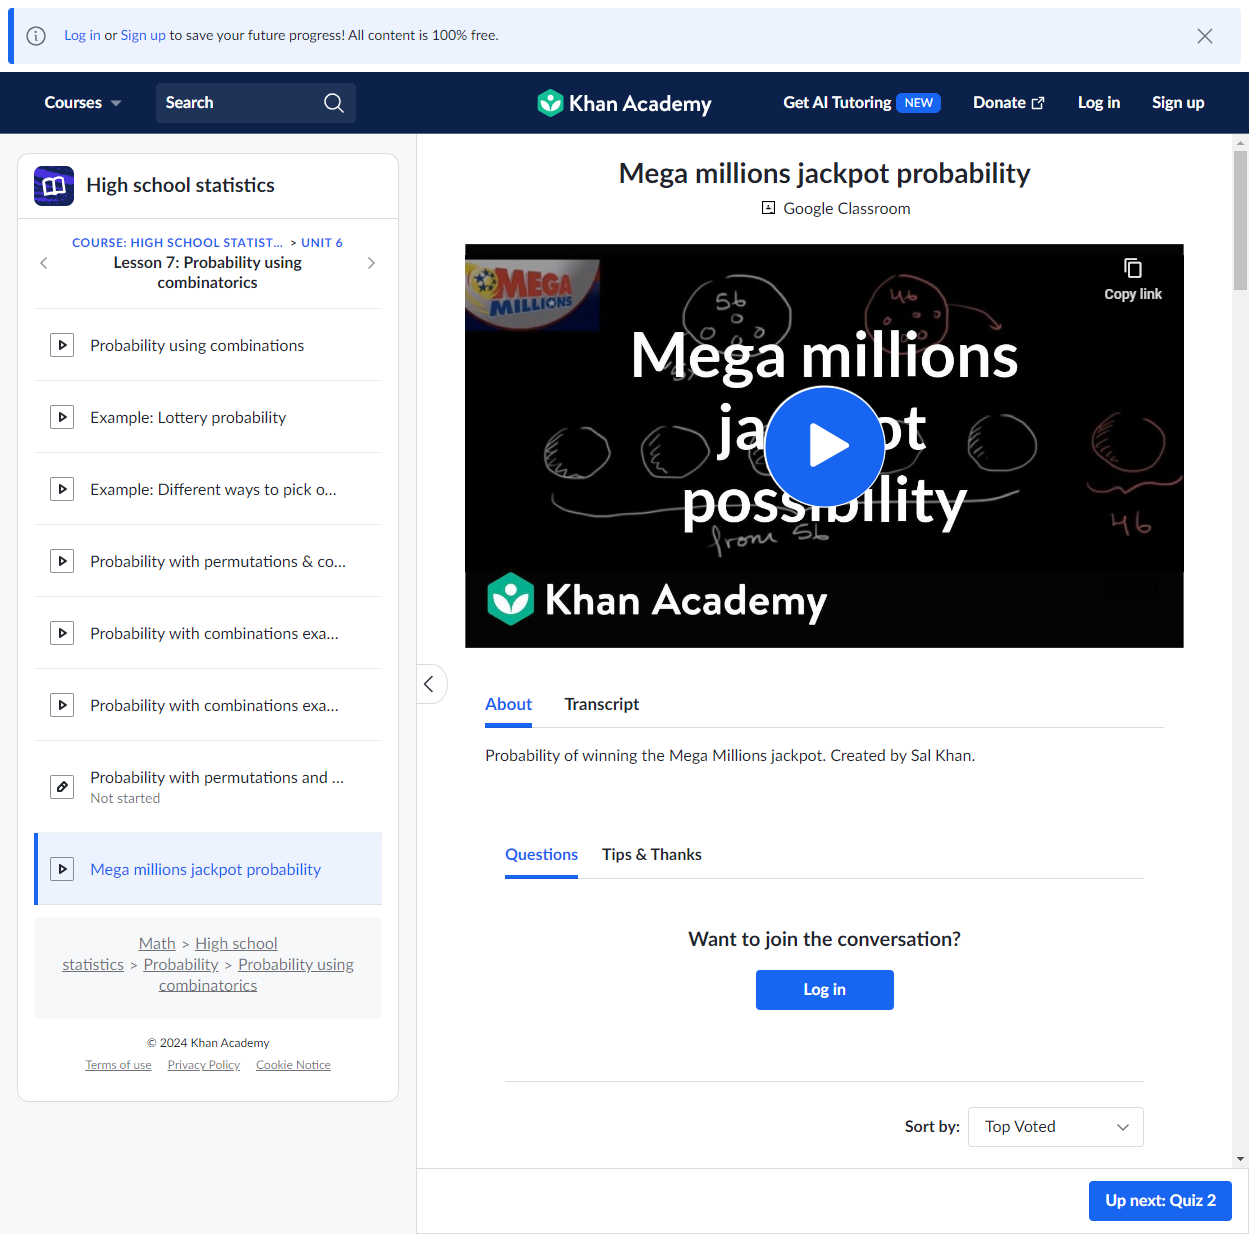 Log in or Sign up to save your future progress! All content is 100% free.
Courses
Search
Khan Academy
Get AI Tutoring NEW
Donate
Log in
Sign up
High school statistics
COURSE: HIGH SCHOOL STATIST... > UNIT 6
Lesson 7: Probability using
combinatorics
Probability using combinations
Example: Lottery probability
Example: Different ways to pick o...
Probability with permutations & co...
Probability with combinations exa...
Probability with combinations exa...
Probability with permutations and ...
Not started
Mega millions jackpot probability
Math > High school
statistics > Probability > Probability using
combinatorics
© 2024 Khan Academy
Terms of use Privacy Policy Cookie Notice
Mega millions jackpot probability
Google Classroom
MEGA
MILLIONS
56
46
Copy link
Mega millions
possibility
from 56
46
Khan Academy
About
Transcript
Probability of winning the Mega Millions jackpot. Created by Sal Khan.
Questions
Tips & Thanks
Want to join the conversation?
Log in
Sort by:
Top Voted
Up next: Quiz 2